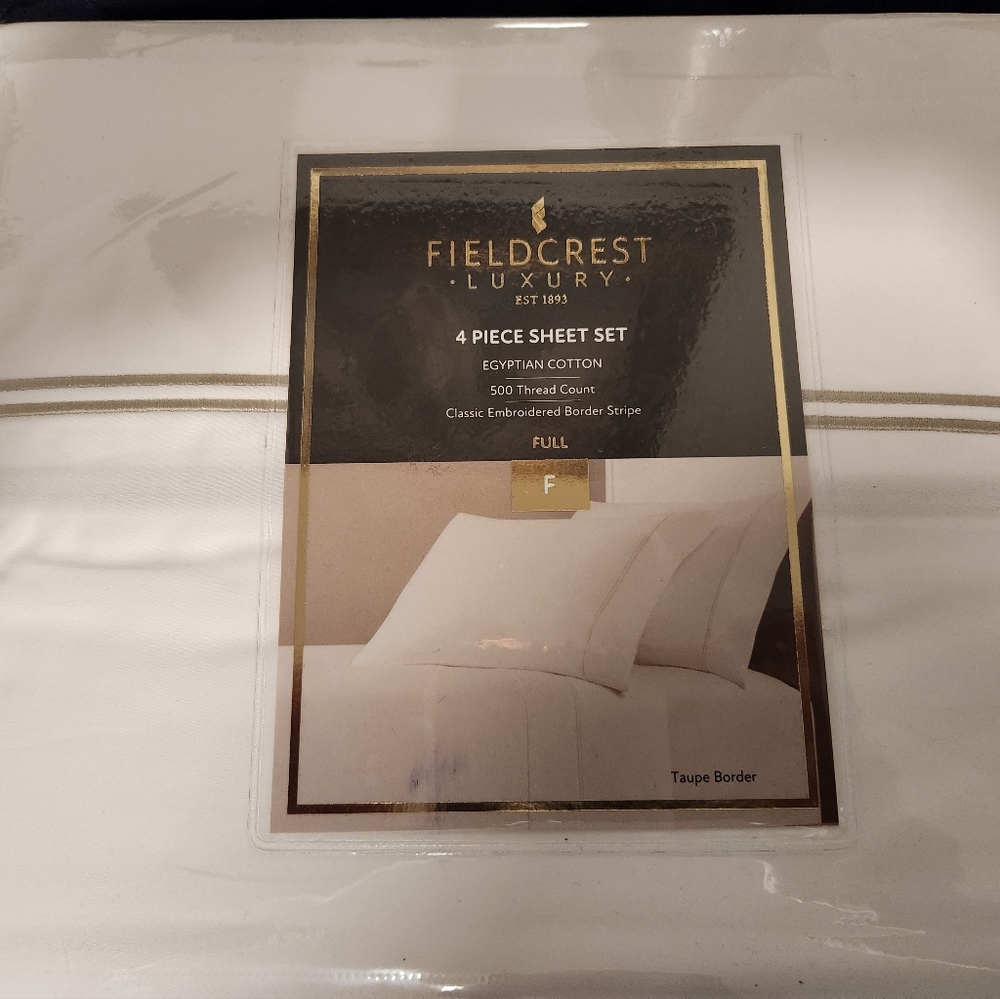 FIELDCREST
·LUXURY·
EST 1893
4 PIECE SHEET SET
EGYPTIAN COTTON
500 Thread Count
Classic Embroidered Border Stripe
FULL
F
Taupe Border